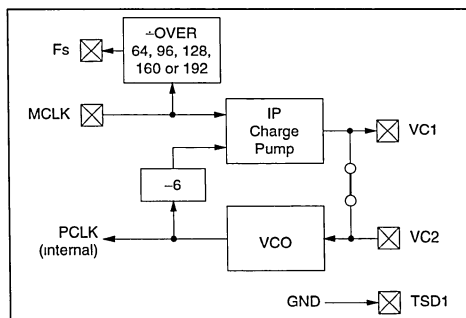 ÷OVER
64, 96, 128,
160 or 192
Fs
MCLK
IP
Charge
Pump
VC1
–6
PCLK
(ınternal)
VCO
VC2
GND
TSD1